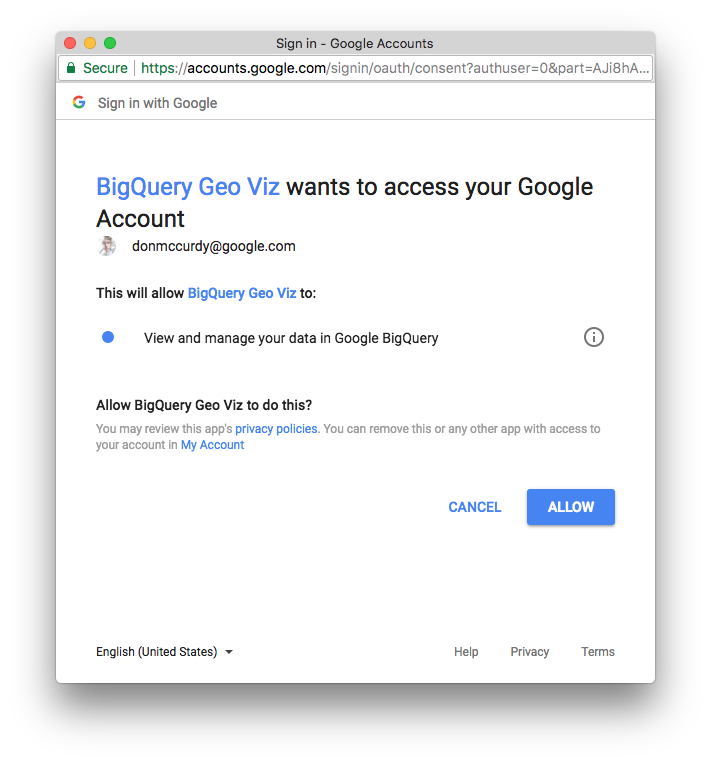 Sign in - Google Accounts
Secure https://accounts.google.com/signin/oauth/consent?authuser=0&part=AJi8hA...
Sign in with Google
BigQuery Geo Viz wants to access your Google
Account
donmccurdy@google.com
This will allow BigQuery Geo Viz to:
View and manage your data in Google BigQuery
Allow BigQuery Geo Viz to do this?
You may review this app's privacy policies. You can remove this or any other app with access to
your account in My Account
CANCEL ALLOW
English (United States) Help Privacy Terms